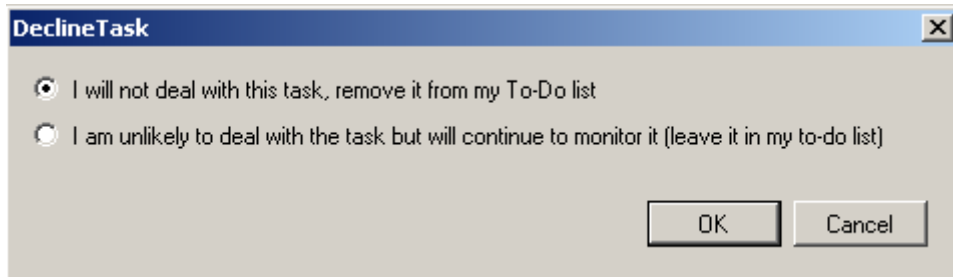 DeclineTask
I will not deal with this task, remove it from my To-Do list
I am unlikely to deal with the task but will continue to monitor it (leave it in my to-do list)
OK Cancel